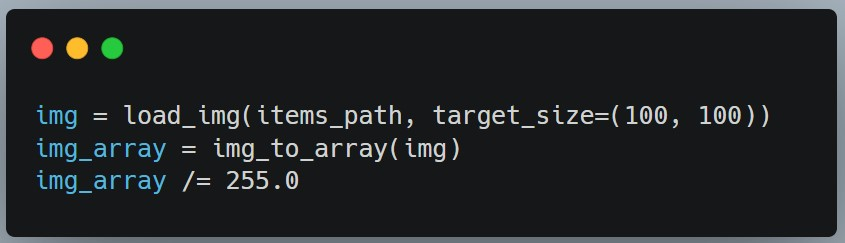 img = load_img(items_path, target_size=(100, 100))
img_array = img_to_array(img)
img_array /= 255.0